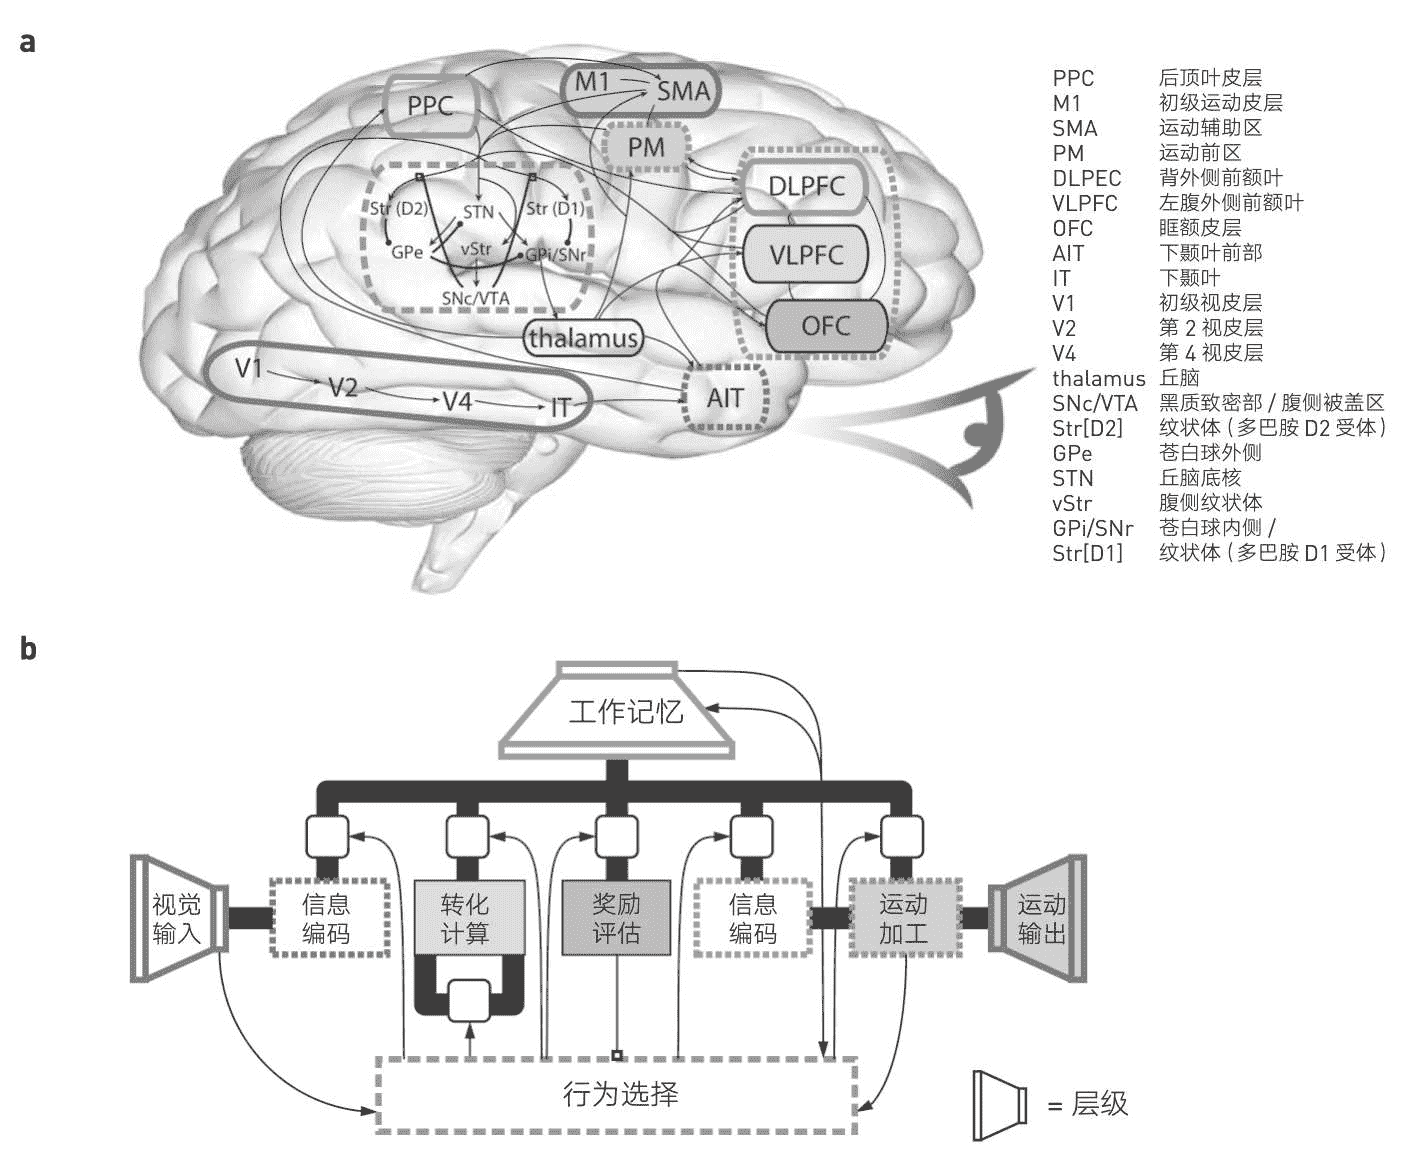 a
PPC
M1
SMA
PM
DLPFC
VLPFC
OFC
Str (D2)
STN
Str (D1)
GPe
vStr
GPi/SNr
SNc/VTA
thalamus
V1
V2
V4
IT
AIT
PPC 后顶叶皮层
M1 初级运动皮层
SMA 运动辅助区
PM 运动前区
DLPEC 背外侧前额叶
VLPFC 左腹外侧前额叶
OFC 眶额皮层
AIT 下颞叶前部
IT 下颞叶
V1 初级视皮层
V2 第 2 视皮层
V4 第 4 视皮层
thalamus 丘脑
SNc/VTA 黑质致密部 / 腹侧被盖区
Str[D2] 纹状体（多巴胺 D2 受体）
GPe 苍白球外侧
STN 丘脑底核
vStr 腹侧纹状体
GPi/SNr 苍白球内侧 /
Str[D1] 纹状体（多巴胺 D1 受体）
b
工作记忆
视觉
输入
信息
编码
转化
计算
奖励
评估
信息
编码
运动
加工
运动
输出
行为选择
= 层级